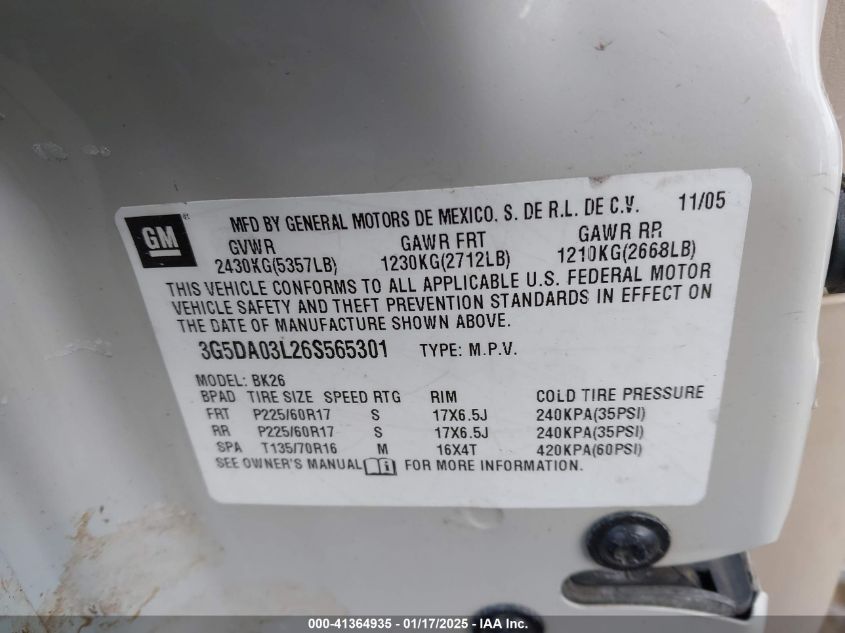 GM
MFD BY GENERAL MOTORS DE MEXICO. S. DE R.L. DE C.V. 11/05
GVWR GAWR FRT GAWR RR
2430KG(5357LB) 1230KG(2712LB) 1210KG(2668LB)
THIS VEHICLE CONFORMS TO ALL APPLICABLE U.S. FEDERAL MOTOR
VEHICLE SAFETY AND THEFT PREVENTION STANDARDS IN EFFECT ON
THE DATE OF MANUFACTURE SHOWN ABOVE.
3G5DA03L26S565301 TYPE: M.P.V.
MODEL: BK26
BPAD TIRE SIZE SPEED RTG RIM COLD TIRE PRESSURE
FRT P225/60R17 S 17X6.5J 240KPA(35PSI)
RR P225/60R17 S 17X6.5J 240KPA(35PSI)
SPA T135/70R16 M 16X4T 420KPA(60PSI)
SEE OWNER'S MANUAL FOR MORE INFORMATION.
000-41364935 - 01/17/2025 - IAA Inc.